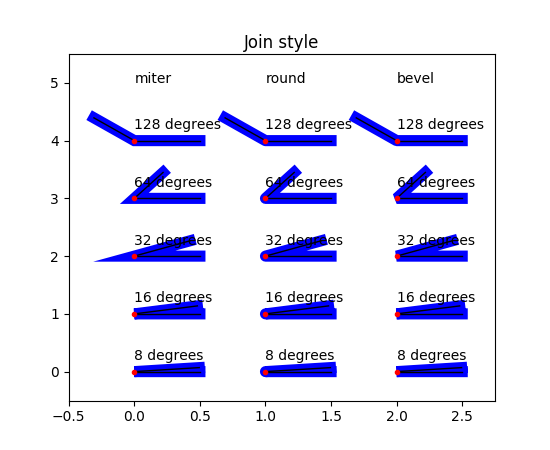 Join style
miter round bevel
5
128 degrees 128 degrees 128 degrees
4
64 degrees 64 degrees 64 degrees
3
32 degrees 32 degrees 32 degrees
2
16 degrees 16 degrees 16 degrees
1
8 degrees 8 degrees 8 degrees
0
−0.5 0.0 0.5 1.0 1.5 2.0 2.5